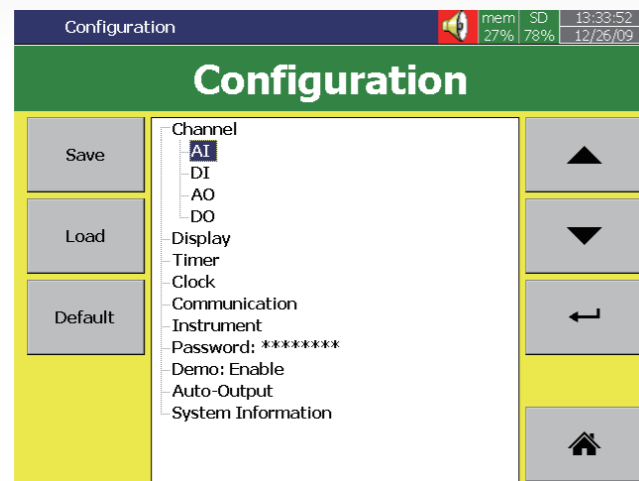 Configuration
mem SD 13:33:52
27% 78% 12/26/09
Configuration
Save
Load
Default
Channel
AI
DI
AO
DO
Display
Timer
Clock
Communication
Instrument
Password: ********
Demo: Enable
Auto-Output
System Information